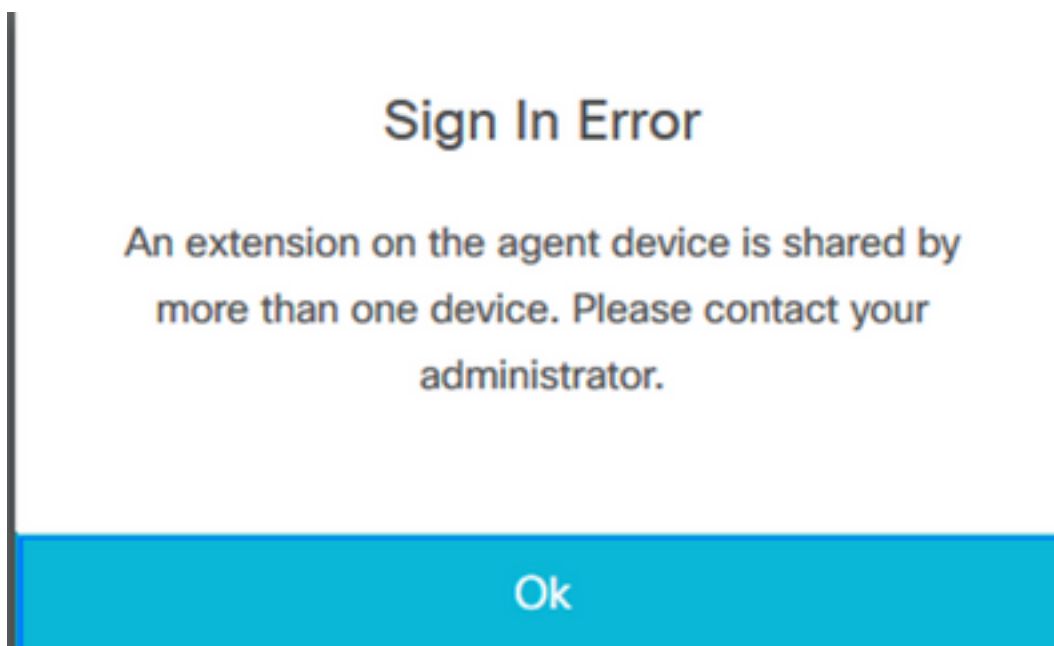 Sign In Error
An extension on the agent device is shared by
more than one device. Please contact your
administrator.
Ok